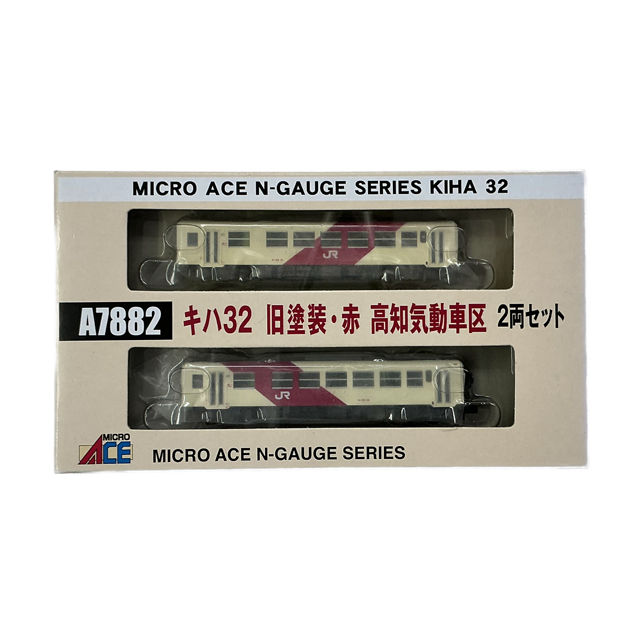 MICRO ACE N-GAUGE SERIES KIHA 32
JR
A7882 キハ32 旧塗装・赤 高知気動車区 2両セット
JR
MICRO ACE
MICRO ACE N-GAUGE SERIES